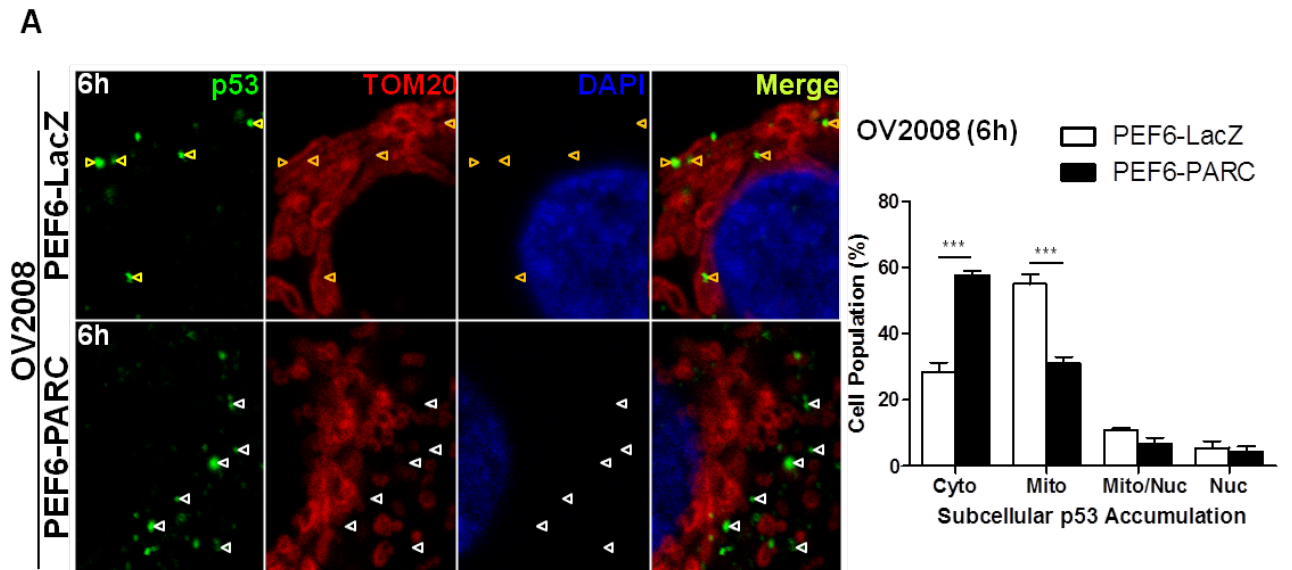 A
6h
p53
TOM20
DAPI
Merge
OV2008
PEF6-LacZ
6h
PEF6-PARC
OV2008 (6h)
PEF6-LacZ
PEF6-PARC
Cell Population (%)
80
60
40
20
0
***
***
Cyto
Mito
Mito/Nuc
Nuc
Subcellular p53 Accumulation